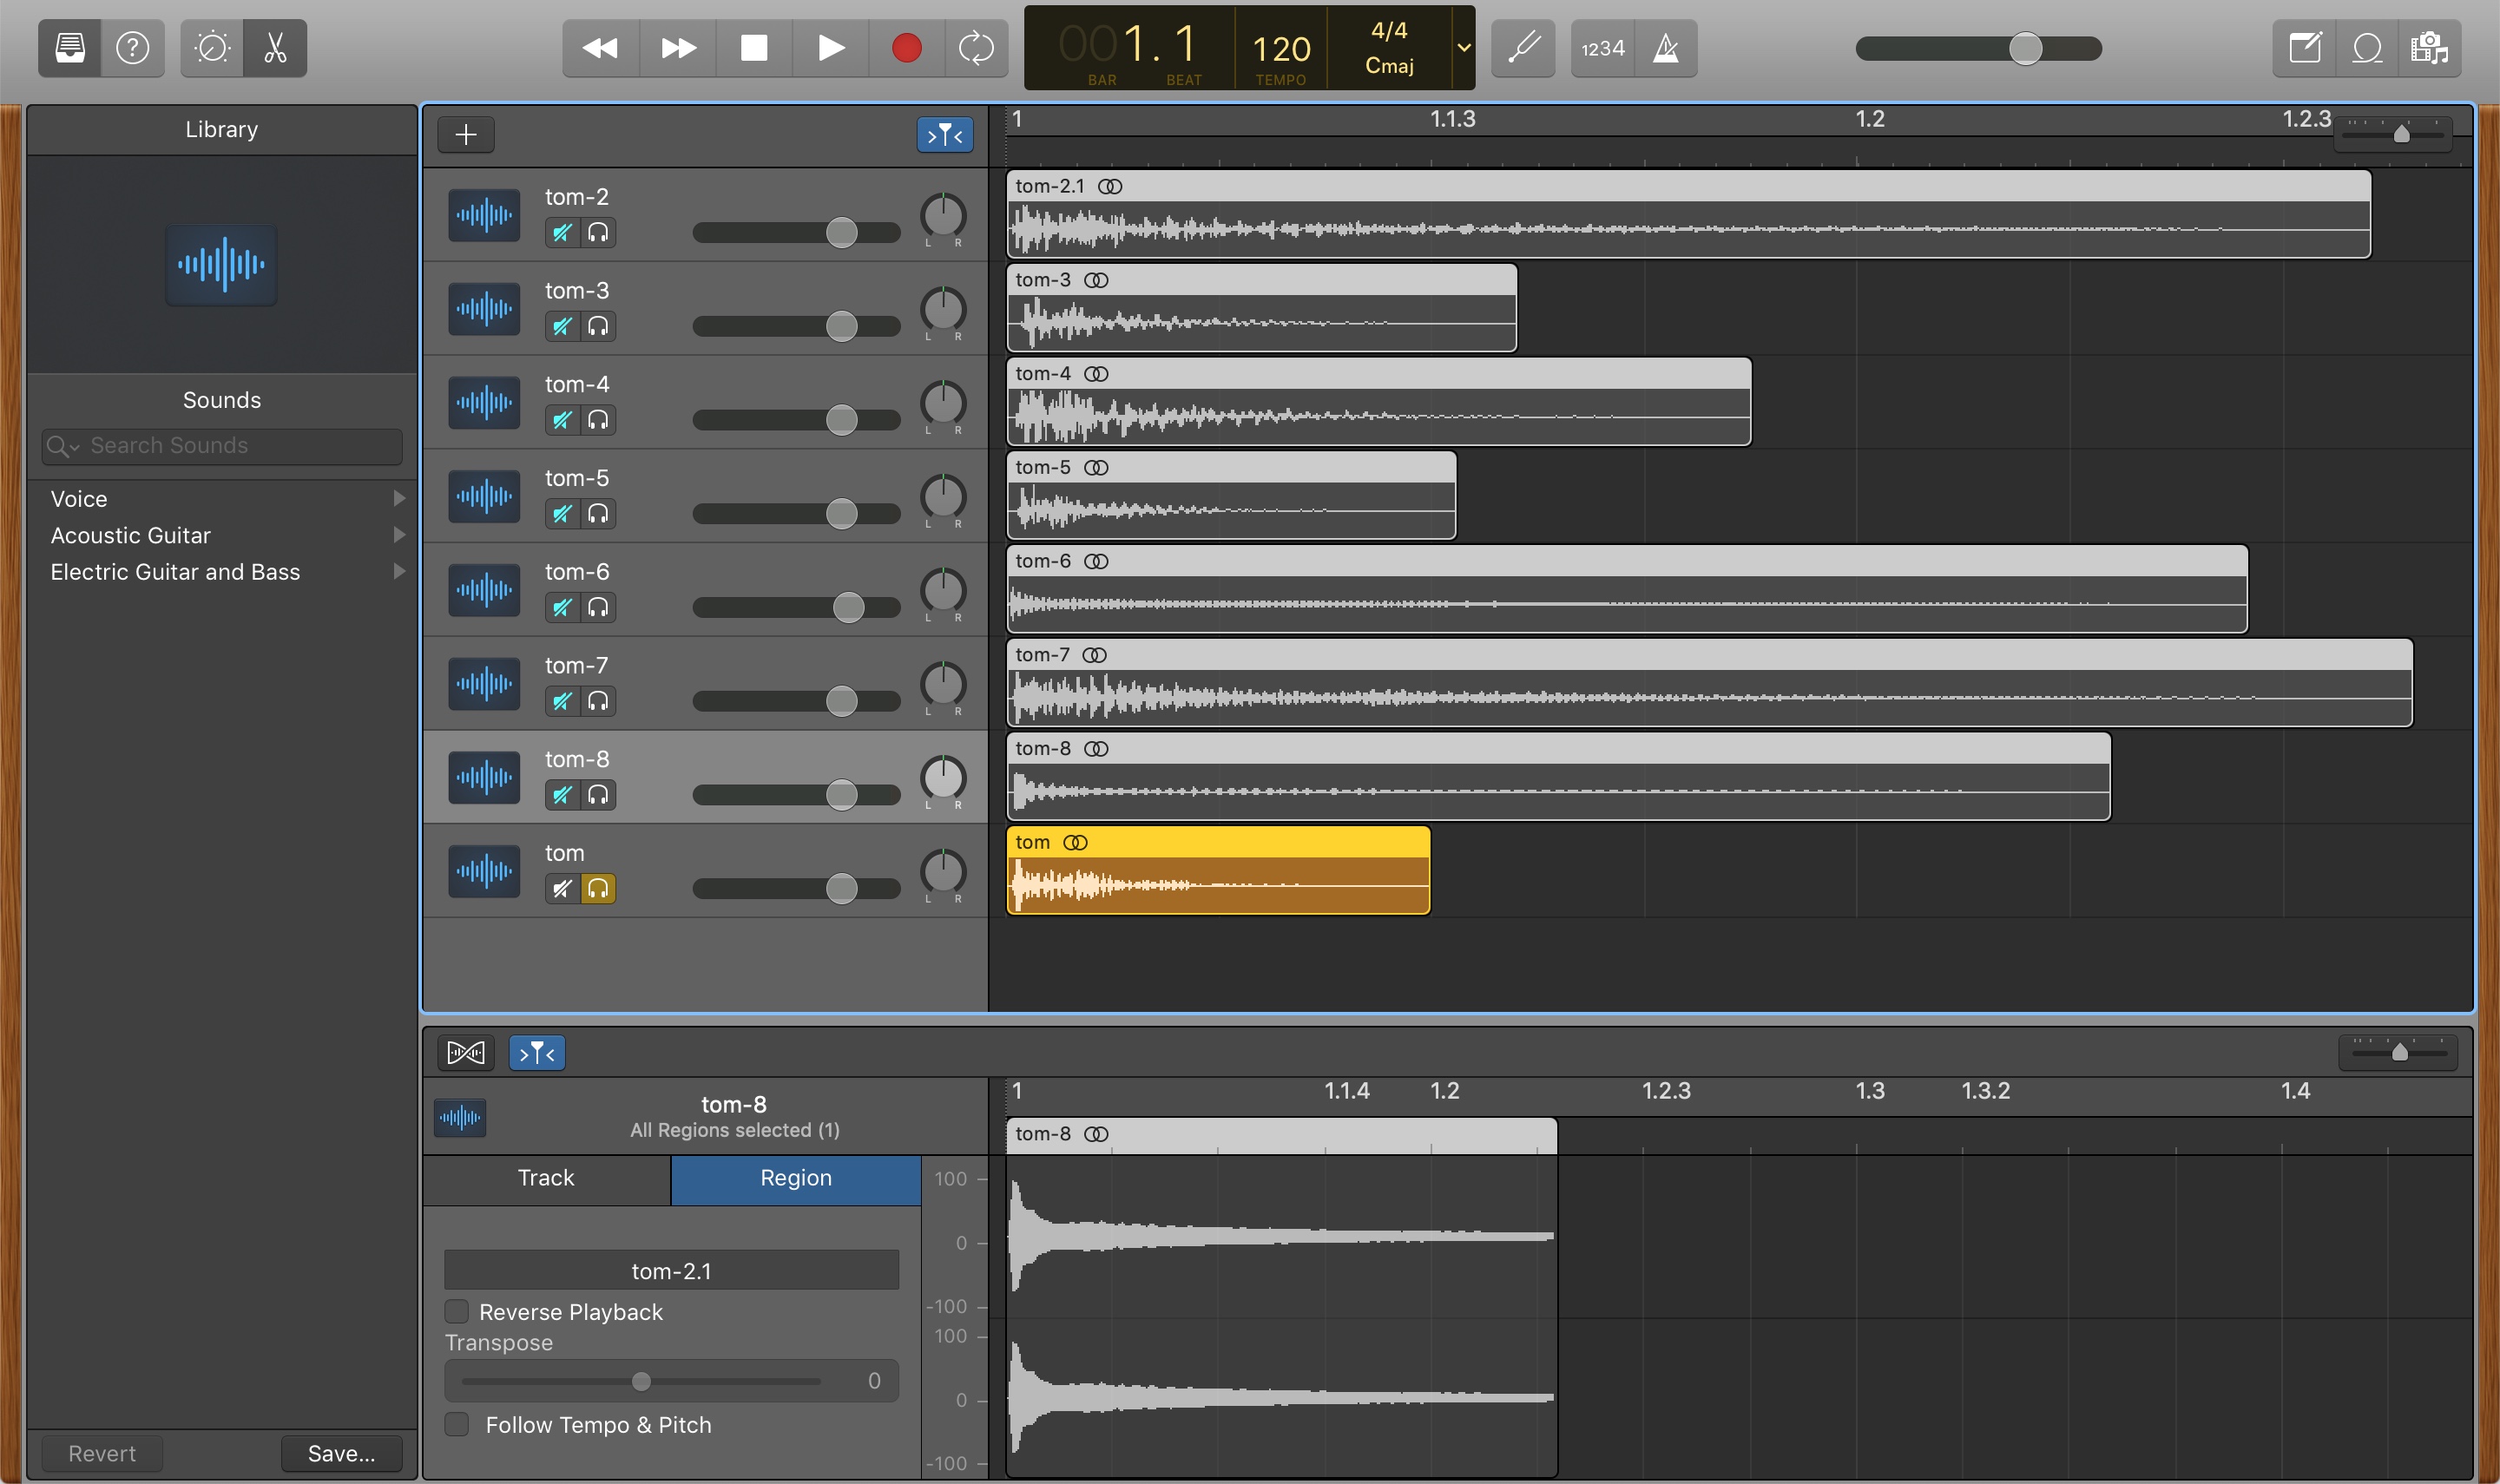 001. 1
120
4/4
Cmaj
BAR
BEAT
TEMPO
1234
Library
Sounds
Search Sounds
Voice
Acoustic Guitar
Electric Guitar and Bass
Revert
Save...
1
1.1.3
1.2
1.2.3
tom-2
L R
tom-2.1
tom-3
L R
tom-3
tom-4
L R
tom-4
tom-5
L R
tom-5
tom-6
L R
tom-6
tom-7
L R
tom-7
tom-8
L R
tom-8
tom
L R
tom
1
1.1.4
1.2
1.2.3
1.3
1.3.2
1.4
tom-8
All Regions selected (1)
tom-8
Track
Region
100
0
-100
100
0
-100
tom-2.1
Reverse Playback
Transpose
0
Follow Tempo & Pitch